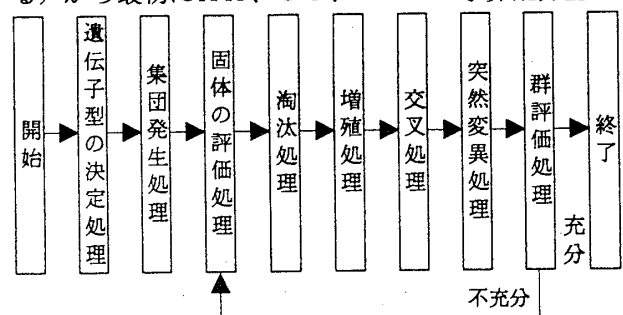 開始
遺伝子型の決定処理
集団発生処理
固体の評価処理
淘汰処理
増殖処理
交叉処理
突然変異処理
群評価処理
充分
終了
不充分